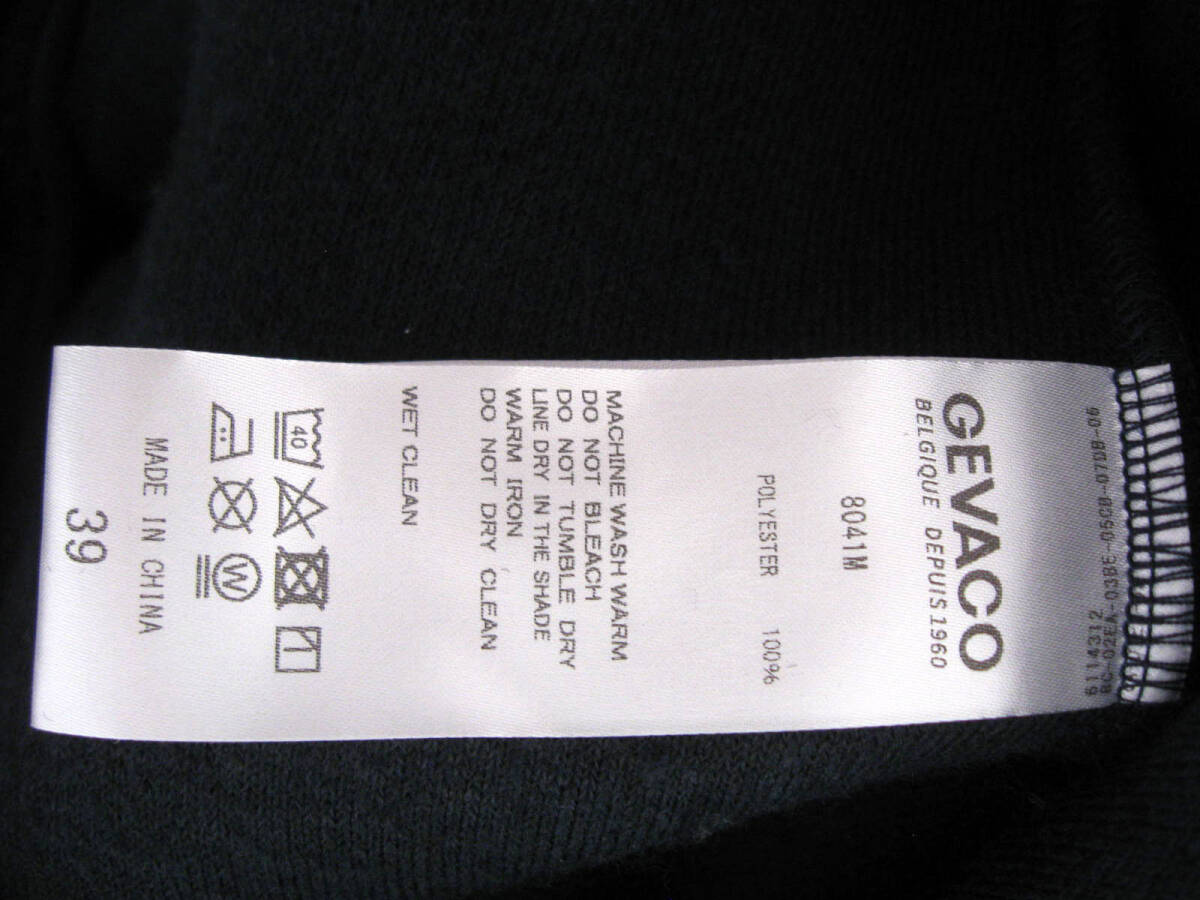 6114312
GEVACO
BELGIQUE DEPUIS 1960
8041M
POLYESTER 100%
MACHINE WASH WARM
DO NOT BLEACH
DO NOT TUMBLE DRY
LINE DRY IN THE SHADE
WARM IRON
DO NOT DRY CLEAN
WET CLEAN
40
W
MADE IN CHINA
39